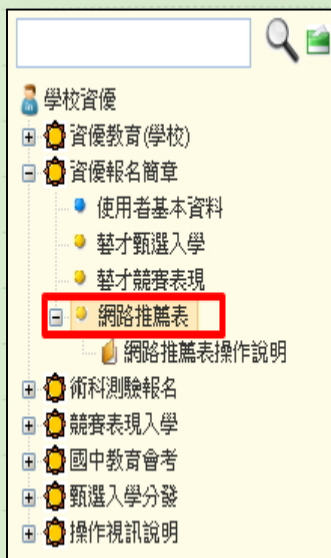 學校資優
資優教育(學校)
資優報名簡章
使用者基本資料
藝才甄選入學
藝才競賽表現
網路推薦表
網路推薦表操作說明
術科測驗報名
競賽表現入學
國中教育會考
甄選入學分發
操作視訊說明